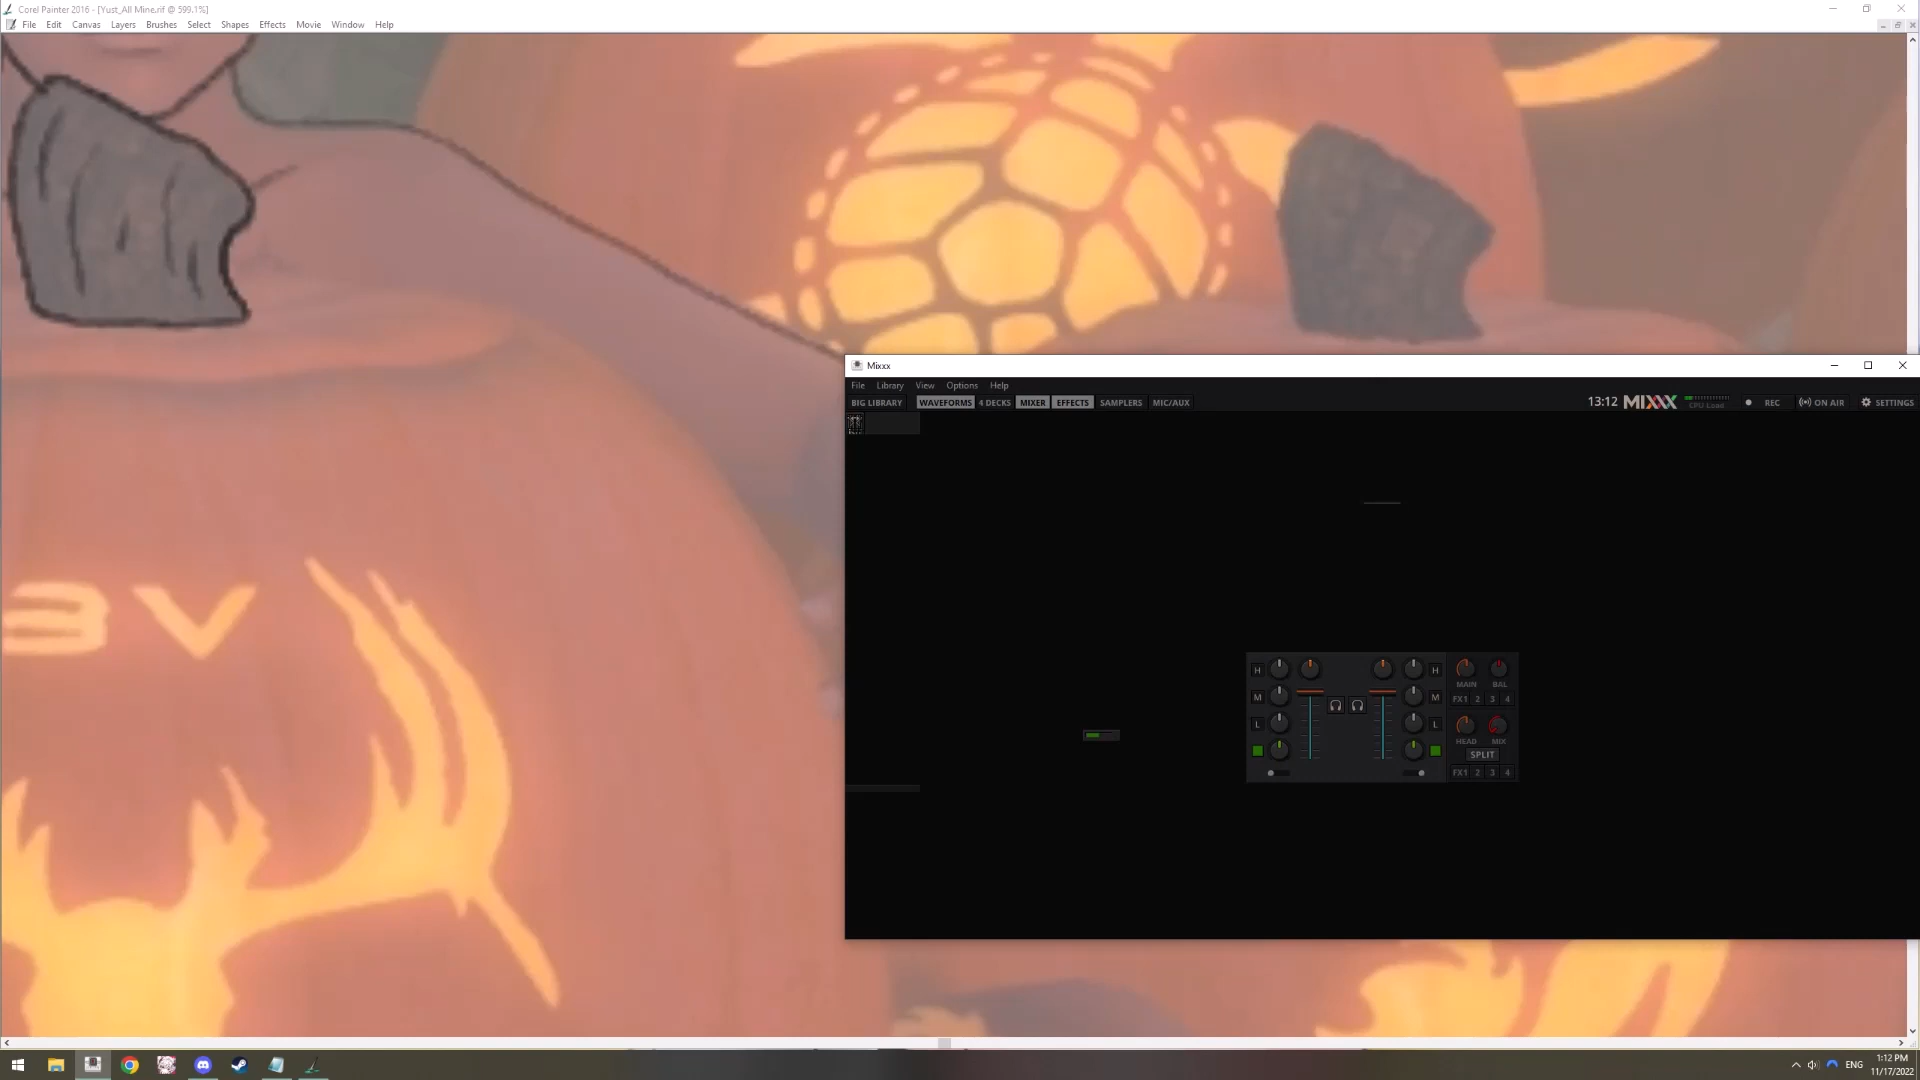 Corel Painter 2016 - [Yust_All Mine.rif @ 599.1%]
File Edit Canvas Layers Brushes Select Shapes Effects Movie Window Help
3V
Mixxx
File Library View Options Help
BIG LIBRARY WAVEFORMS 4 DECKS MIXER EFFECTS SAMPLERS MIC/AUX 13:12 MIXXX CPU Load REC ON AIR SETTINGS
H H
M M MAIN BAL
FX1 2 3 4
L L HEAD MIX
SPLIT
FX1 2 3 4
ENG 1:12 PM
11/17/2022